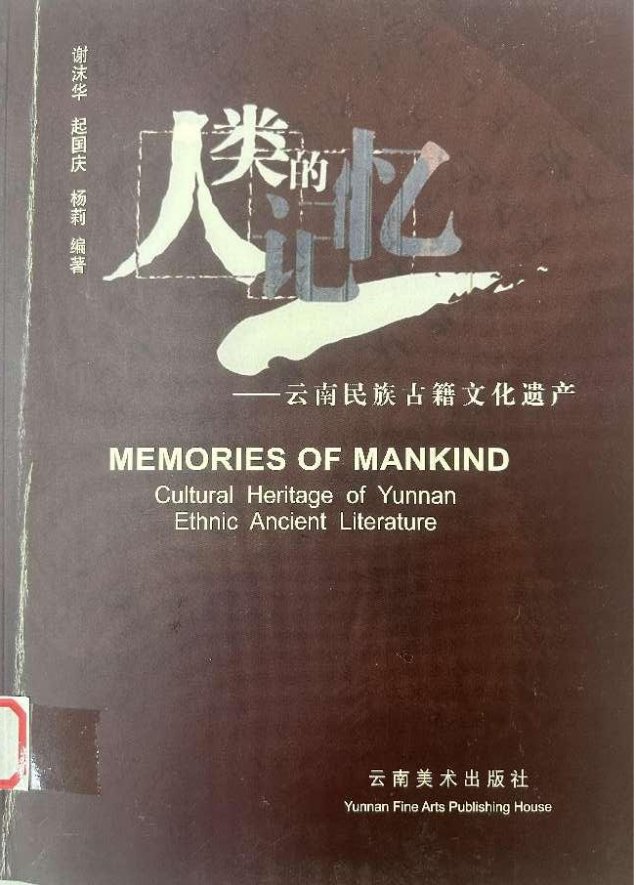 谢沫华 起国庆 杨莉 编著
人类的记忆
——云南民族古籍文化遗产
MEMORIES OF MANKIND
Cultural Heritage of Yunnan
Ethnic Ancient Literature
云南美术出版社
Yunnan Fine Arts Publishing House